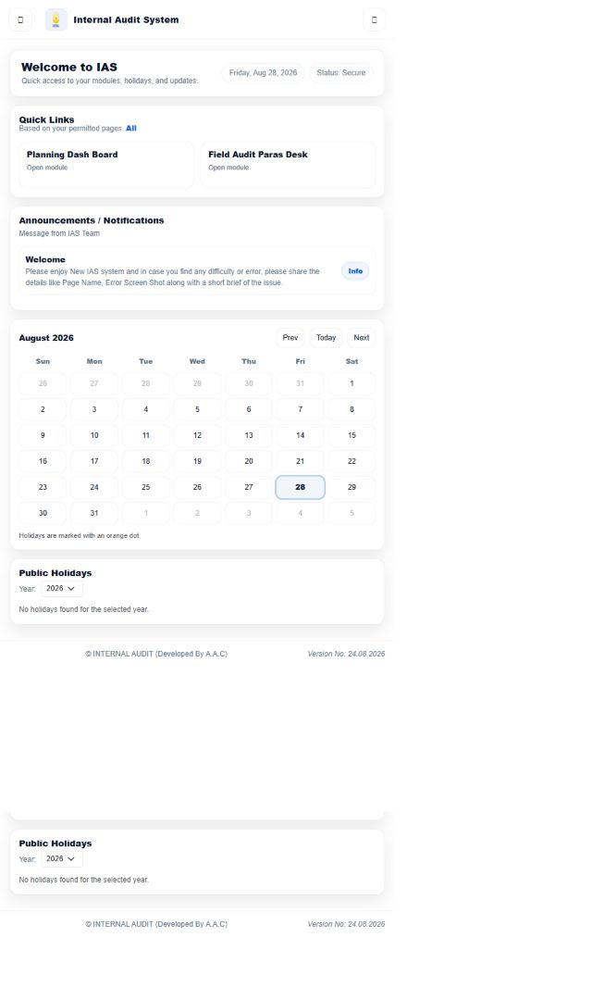 Internal Audit System
Welcome to IAS
Quick access to your modules, holidays, and updates.
Friday, Aug 28, 2026
Status: Secure
Quick Links
Based on your permitted pages. All
Planning Dash Board
Open module
Field Audit Paras Desk
Open module
Announcements / Notifications
Message from IAS Team
Welcome
Please enjoy New IAS system and in case you find any difficulty or error, please share the
details like Page Name, Error Screen Shot along with a short brief of the issue.
Info
August 2026
Prev Today Next
Sun Mon Tue Wed Thu Fri Sat
26 27 28 29 30 31 1
2 3 4 5 6 7 8
9 10 11 12 13 14 15
16 17 18 19 20 21 22
23 24 25 26 27 28 29
30 31 1 2 3 4 5
Holidays are marked with an orange dot.
Public Holidays
Year: 2026
No holidays found for the selected year.
© INTERNAL AUDIT (Developed By A.A.C)
Version No: 24.08.2026
Public Holidays
Year: 2026
No holidays found for the selected year.
© INTERNAL AUDIT (Developed By A.A.C)
Version No: 24.08.2026